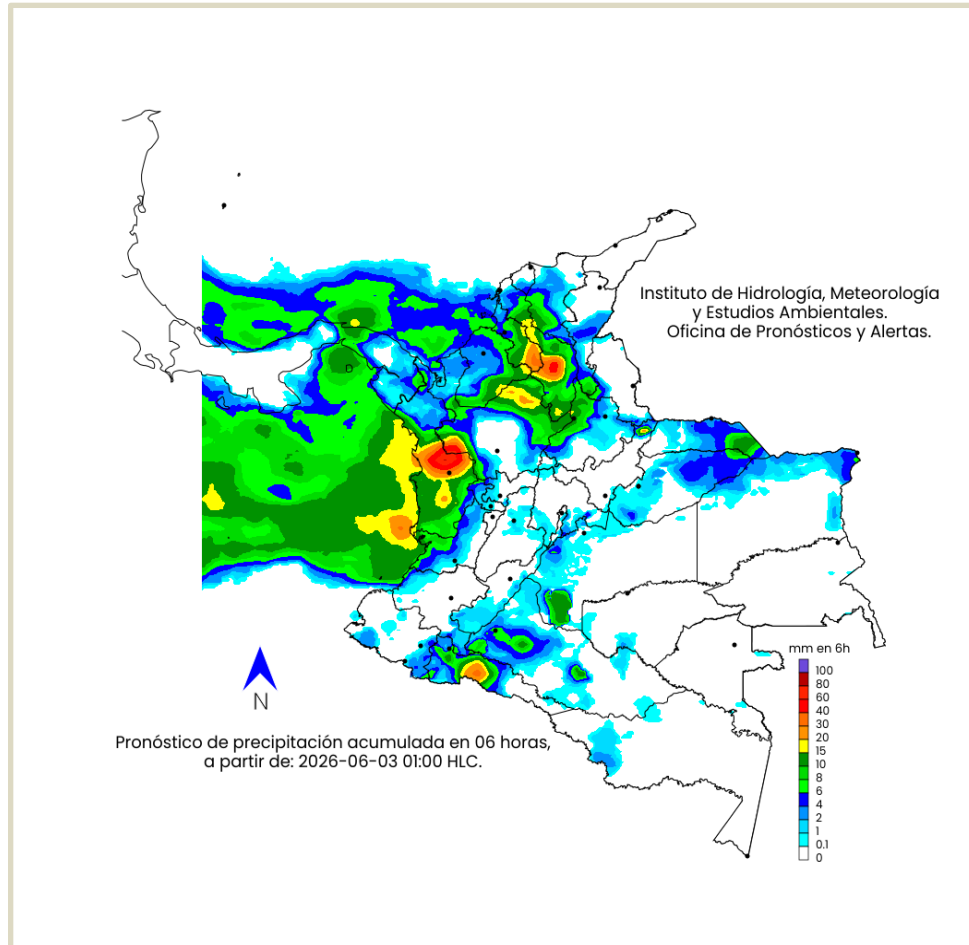 Instituto de Hidrología, Meteorología
y Estudios Ambientales.
Oficina de Pronósticos y Alertas.
D
mm en 6h
100
80
60
40
30
20
15
10
8
6
4
2
1
0.1
0
N
Pronóstico de precipitación acumulada en 06 horas,
a partir de: 2026-06-03 01:00 HLC.